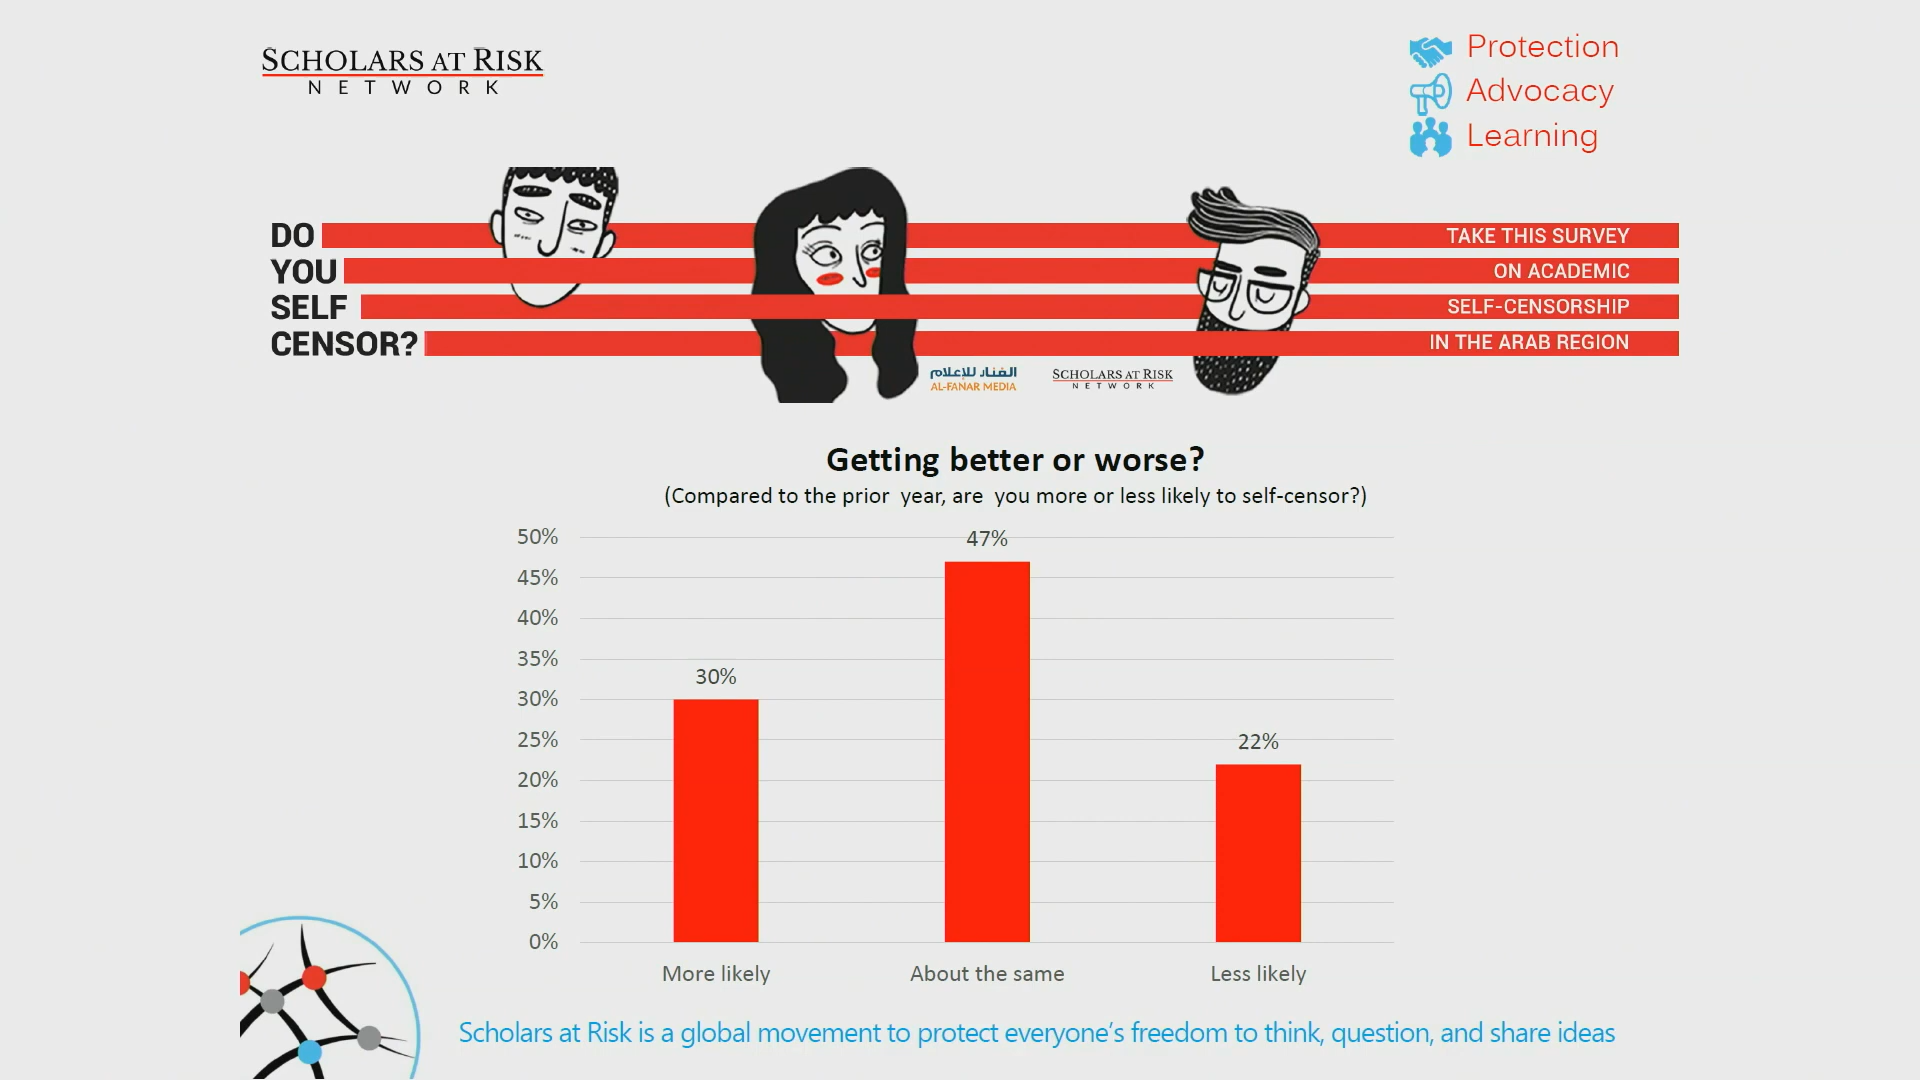 SCHOLARS AT RISK
NETWORK
Protection
Advocacy
Learning
DO
YOU
SELF
CENSOR?
TAKE THIS SURVEY
ON ACADEMIC
SELF-CENSORSHIP
IN THE ARAB REGION
الفنار للإعلام
AL-FANAR MEDIA
SCHOLARS AT RISK
NETWORK
Getting better or worse?
(Compared to the prior year, are you more or less likely to self-censor?)
50%
45%
40%
35%
30%
25%
20%
15%
10%
5%
0%
30%
47%
22%
More likely
About the same
Less likely
Scholars at Risk is a global movement to protect everyone’s freedom to think, question, and share ideas